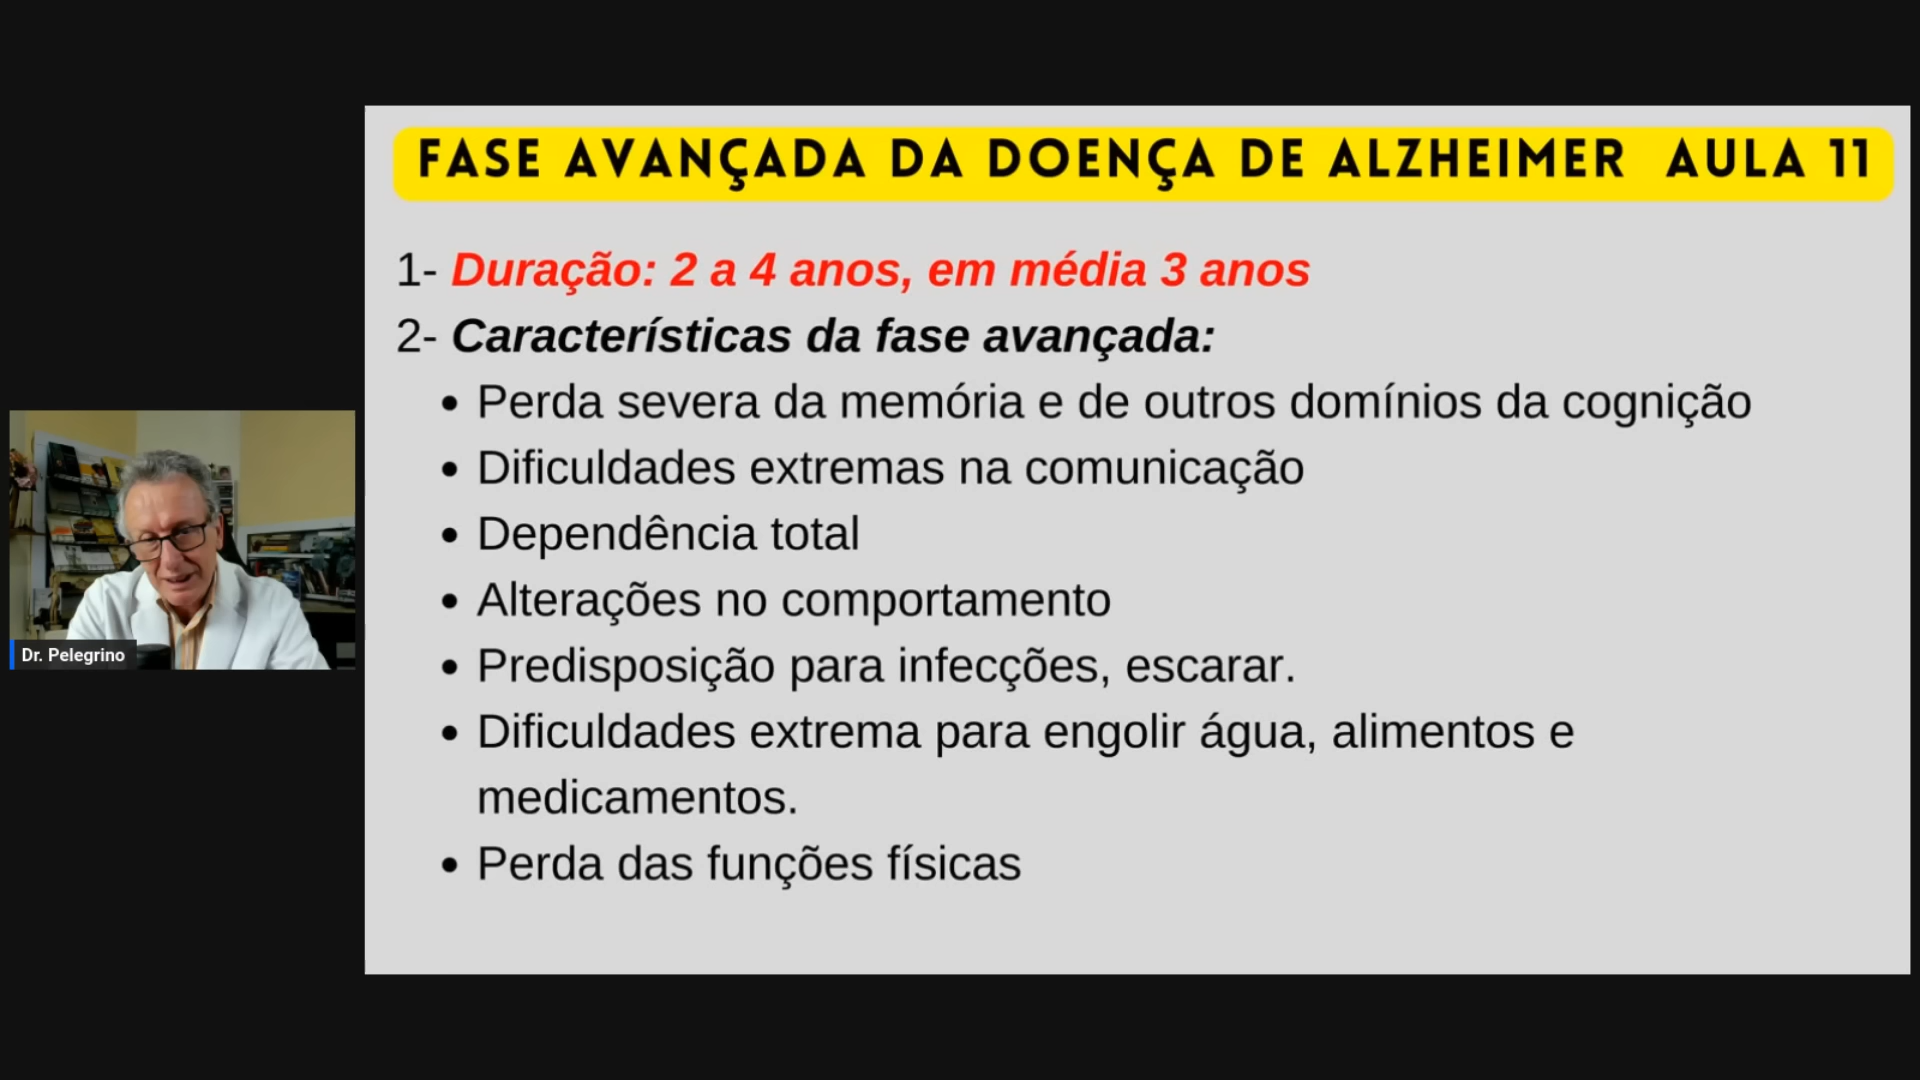 FASE AVANÇADA DA DOENÇA DE ALZHEIMER AULA 11
1- Duração: 2 a 4 anos, em média 3 anos
2- Características da fase avançada:
• Perda severa da memória e de outros domínios da cognição
• Dificuldades extremas na comunicação
• Dependência total
• Alterações no comportamento
• Predisposição para infecções, escarar.
• Dificuldades extrema para engolir água, alimentos e
medicamentos.
• Perda das funções físicas
Dr. Pelegrino